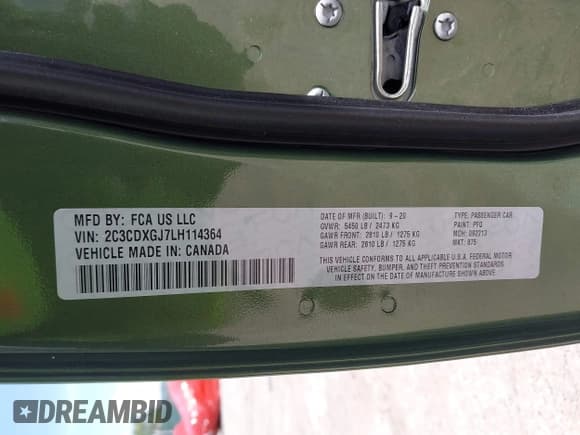 MFD BY: FCA US LLC
VIN: 2C3CDXGJ7LH114364
VEHICLE MADE IN: CANADA
DATE OF MFR (BUILT): 9-20
GVWR: 5450 LB / 2473 KG
GAWR FRONT: 2810 LB / 1275 KG
GAWR REAR: 2810 LB / 1275 KG
TYPE: PASSENGER CAR
PAINT: PFQ
MDH: 092213
MKT: 875
THIS VEHICLE CONFORMS TO ALL APPLICABLE U.S.A. FEDERAL MOTOR
VEHICLE SAFETY, BUMPER, AND THEFT PREVENTION STANDARDS
IN EFFECT ON THE DATE OF MANUFACTURE SHOWN ABOVE.
DREAMBID